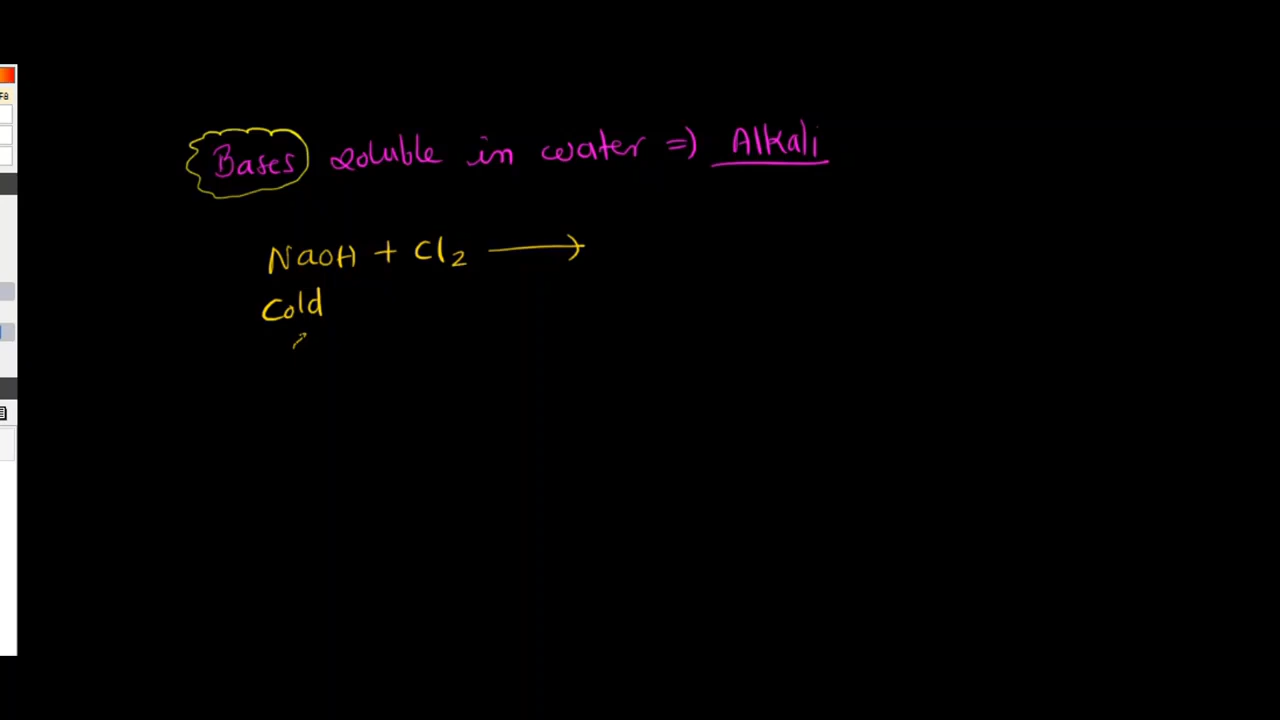 Bases soluble in water => Alkali
NaOH + Cl₂ ⟶
Cold